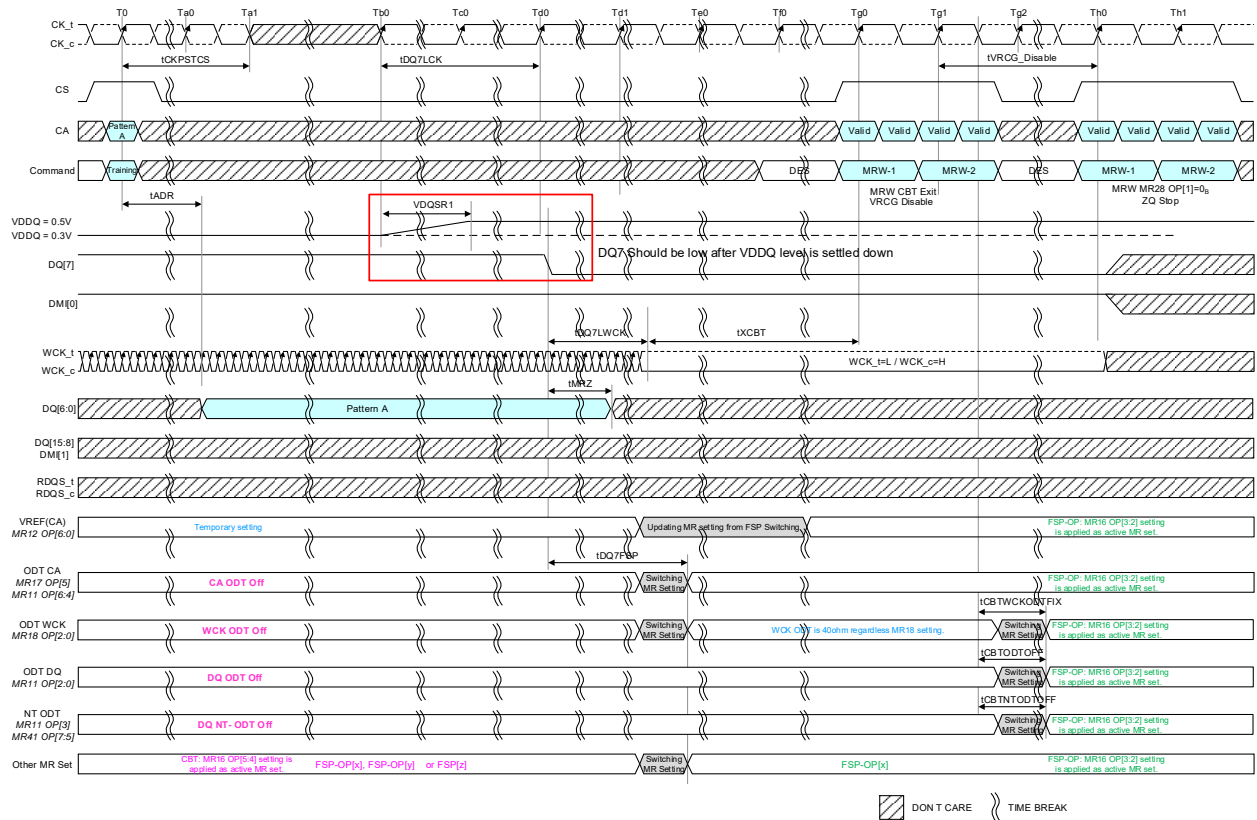 T0 Ta0 Ta1 Tb0 Tc0 Td0 Td1 Te0 Tf0 Tg0 Tg1 Tg2 Th0 Th1
CK_t
CK_c
tCKPSTCS tDQ7LCK tVRCG_Disable
CS
CA
Pattern
A
Valid Valid Valid Valid Valid Valid Valid Valid
Command Training DES MRW-1 MRW-2 DES MRW-1 MRW-2
MRW CBT Exit
VRCG Disable
MRW MR28 OP[1]=0B
ZQ Stop
tADR VDQSR1
VDDQ = 0.5V
VDDQ = 0.3V
DQ7 Should be low after VDDQ level is settled down
DQ[7]
DMI[0]
tDQ7LWCK tXCBT
WCK_t
WCK_c
WCK_t=L / WCK_c=H
tMRZ
DQ[6:0] Pattern A
DQ[15:8]
DMI[1]
RDQS_t
RDQS_c
VREF(CA)
MR12 OP[6:0]
Temporary setting
Updating MR setting from FSP Switching
FSP-OP: MR16 OP[3:2] setting
is applied as active MR set.
tDQ7FSP
ODT CA
MR17 OP[5]
MR11 OP[6:4]
CA ODT Off
Switching
MR Setting
FSP-OP: MR16 OP[3:2] setting
is applied as active MR set.
tCBTWCKODTFIX
ODT WCK
MR18 OP[2:0]
WCK ODT Off
Switching
MR Setting
WCK ODT is 40ohm regardless MR18 setting.
Switching
MR Setting
FSP-OP: MR16 OP[3:2] setting
is applied as active MR set.
tCBTODTOFF
ODT DQ
MR11 OP[2:0]
DQ ODT Off
Switching
MR Setting
FSP-OP: MR16 OP[3:2] setting
is applied as active MR set.
tCBTNTODTOFF
NT ODT
MR11 OP[3]
MR41 OP[7:5]
DQ NT- ODT Off
Switching
MR Setting
FSP-OP: MR16 OP[3:2] setting
is applied as active MR set.
Other MR Set
CBT: MR16 OP[5:4] setting is
applied as active MR set.
FSP-OP[x], FSP-OP[y] or FSP[z]
Switching
MR Setting
FSP-OP[x]
FSP-OP: MR16 OP[3:2] setting
is applied as active MR set.
DON T CARE TIME BREAK